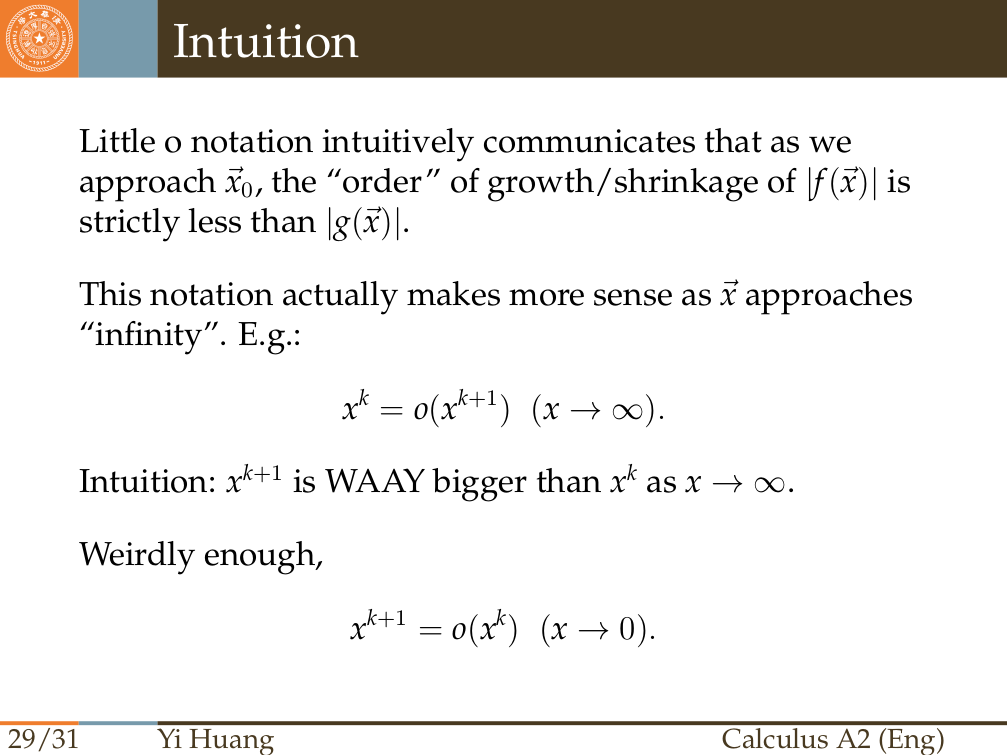 Intuition
Little o notation intuitively communicates that as we
approach x⃗₀, the “order” of growth/shrinkage of |f(x⃗)| is
strictly less than |g(x⃗)|.
This notation actually makes more sense as x⃗ approaches
“infinity”. E.g.:
xᵏ = o(xᵏ⁺¹) (x → ∞).
Intuition: xᵏ⁺¹ is WAAY bigger than xᵏ as x → ∞.
Weirdly enough,
xᵏ⁺¹ = o(xᵏ) (x → 0).
29/31 Yi Huang Calculus A2 (Eng)